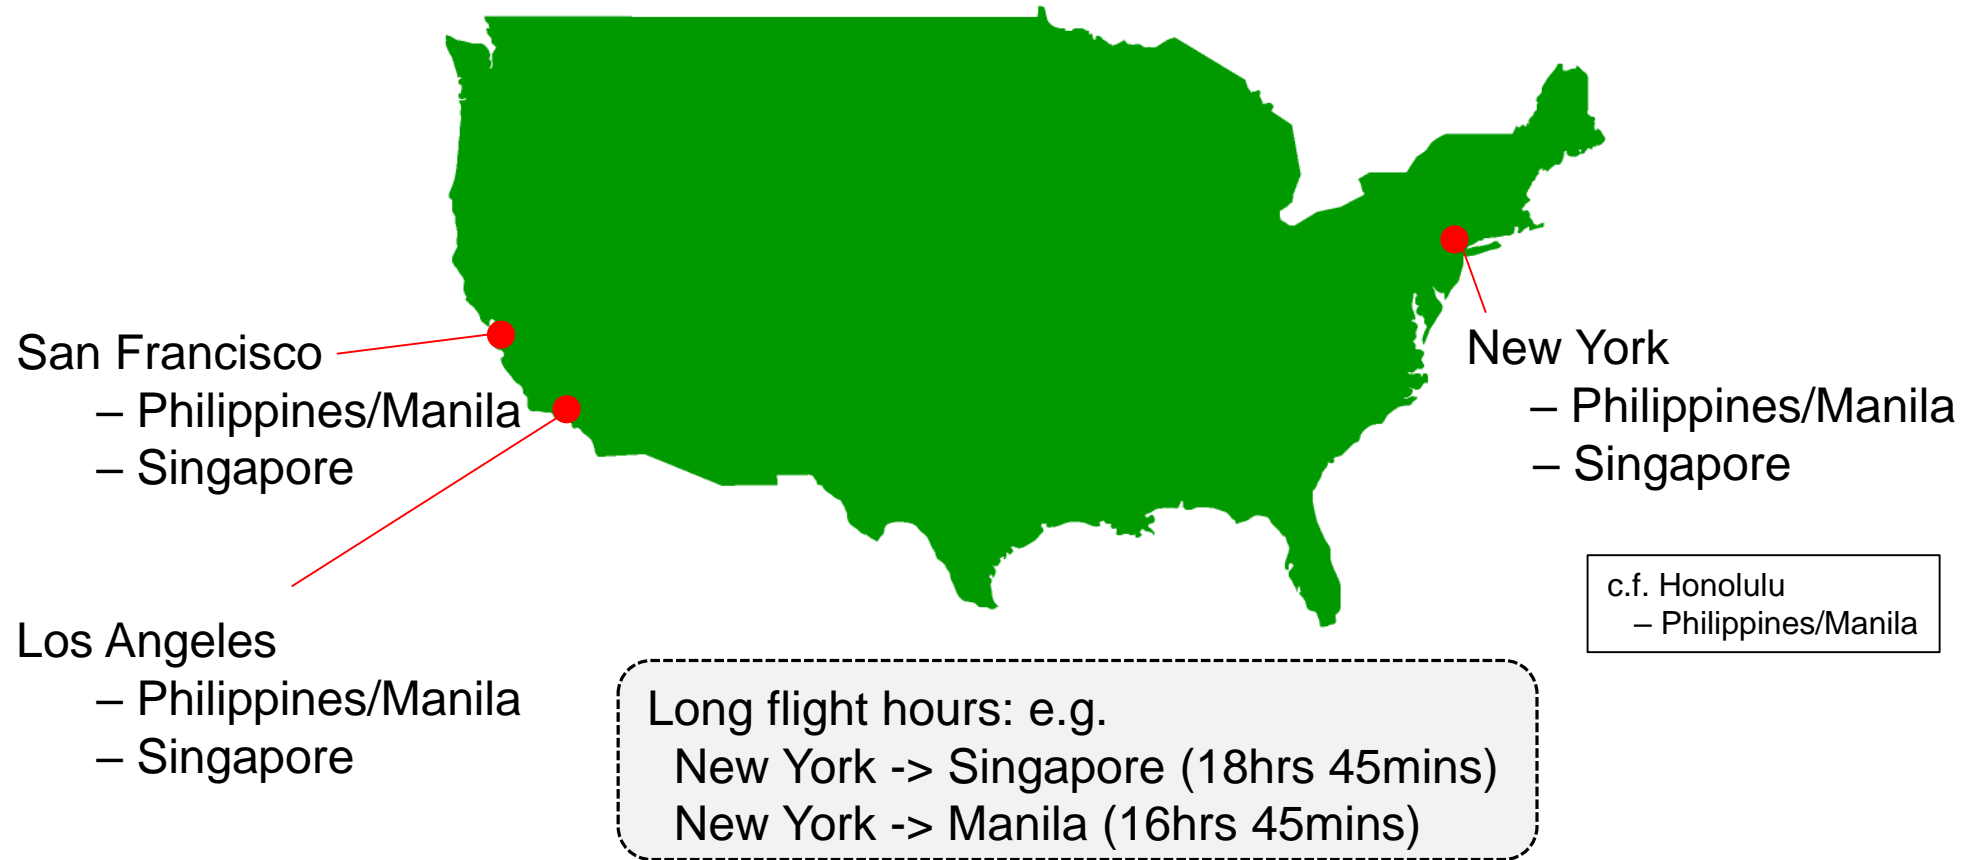 San Francisco
– Philippines/Manila
– Singapore
New York
– Philippines/Manila
– Singapore
c.f. Honolulu
– Philippines/Manila
Los Angeles
– Philippines/Manila
– Singapore
Long flight hours: e.g.
New York -> Singapore (18hrs 45mins)
New York -> Manila (16hrs 45mins)